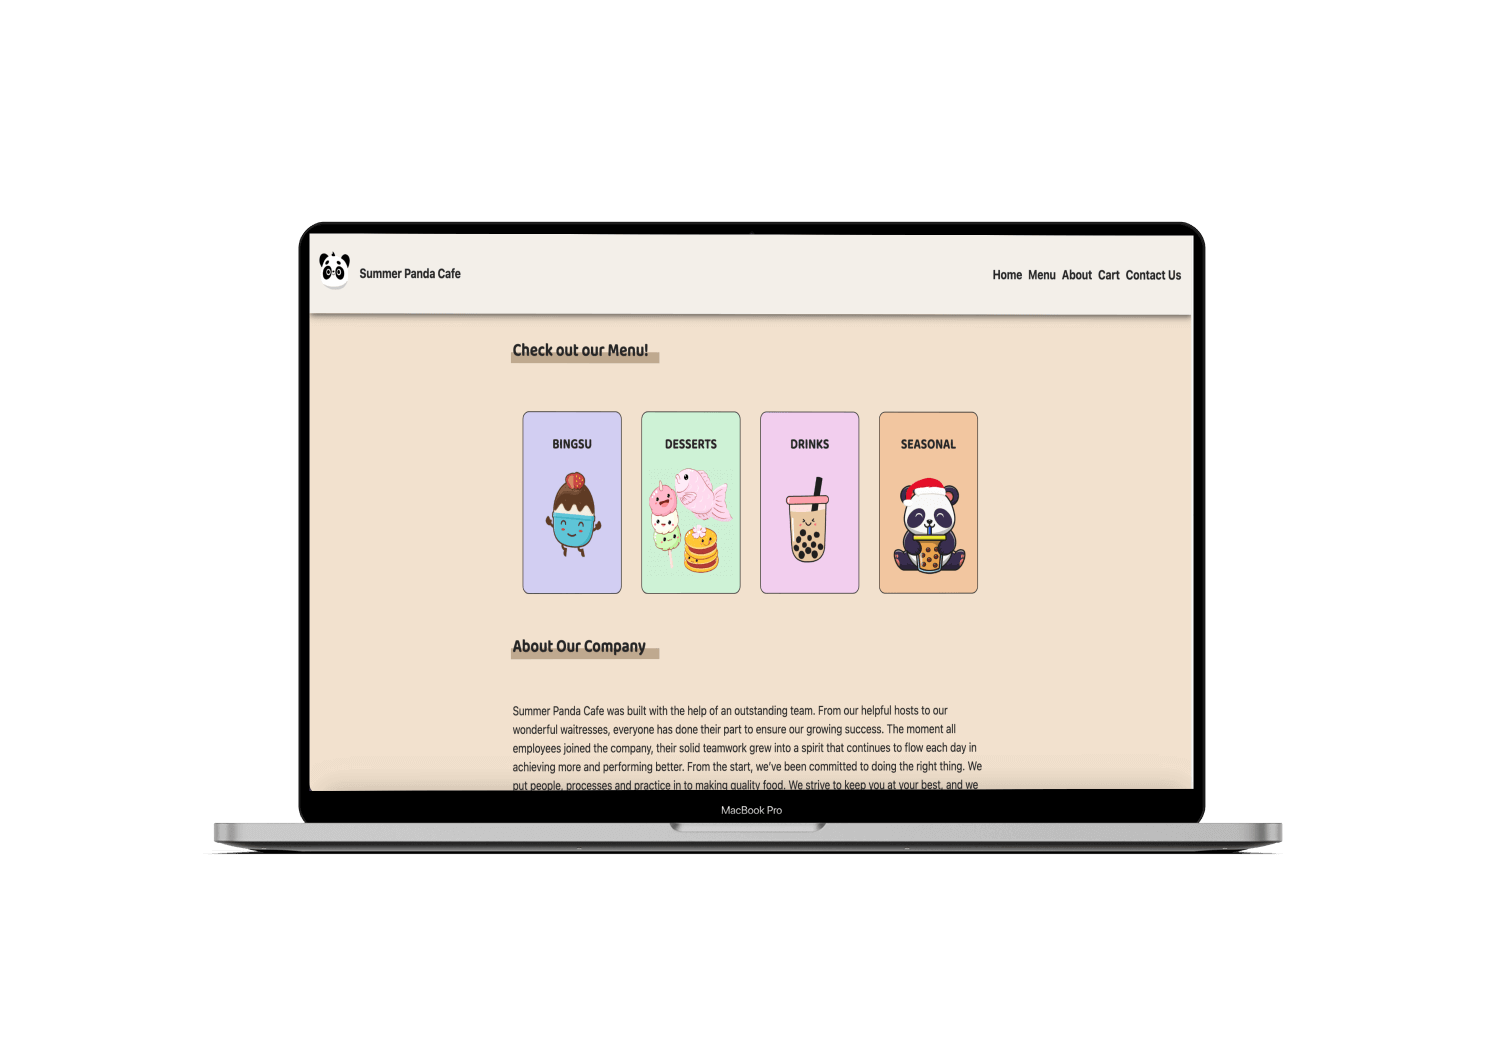 Summer Panda Cafe
Home Menu About Cart Contact Us
Check out our Menu!
BINGSU
DESSERTS
DRINKS
SEASONAL
About Our Company
Summer Panda Cafe was built with the help of an outstanding team. From our helpful hosts to our
wonderful waitresses, everyone has done their part to ensure our growing success. The moment all
employees joined the company, their solid teamwork grew into a spirit that continues to flow each day in
achieving more and performing better. From the start, we've been committed to doing the right thing. We
put people, processes and practice in to making quality food. We strive to keep you at your best, and we
MacBook Pro